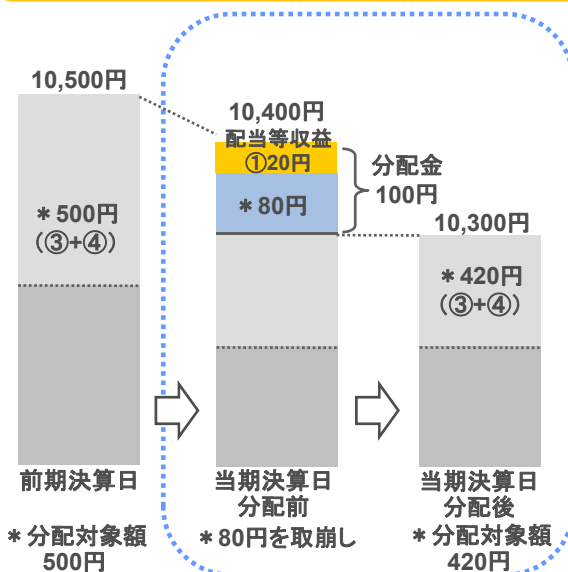 10,500円
＊500円
（③+④）
前期決算日
＊分配対象額
500円
10,400円
配当等収益
①20円
＊80円
分配金
100円
当期決算日
分配前
＊80円を取崩し
10,300円
＊420円
（③+④）
当期決算日
分配後
＊分配対象額
420円